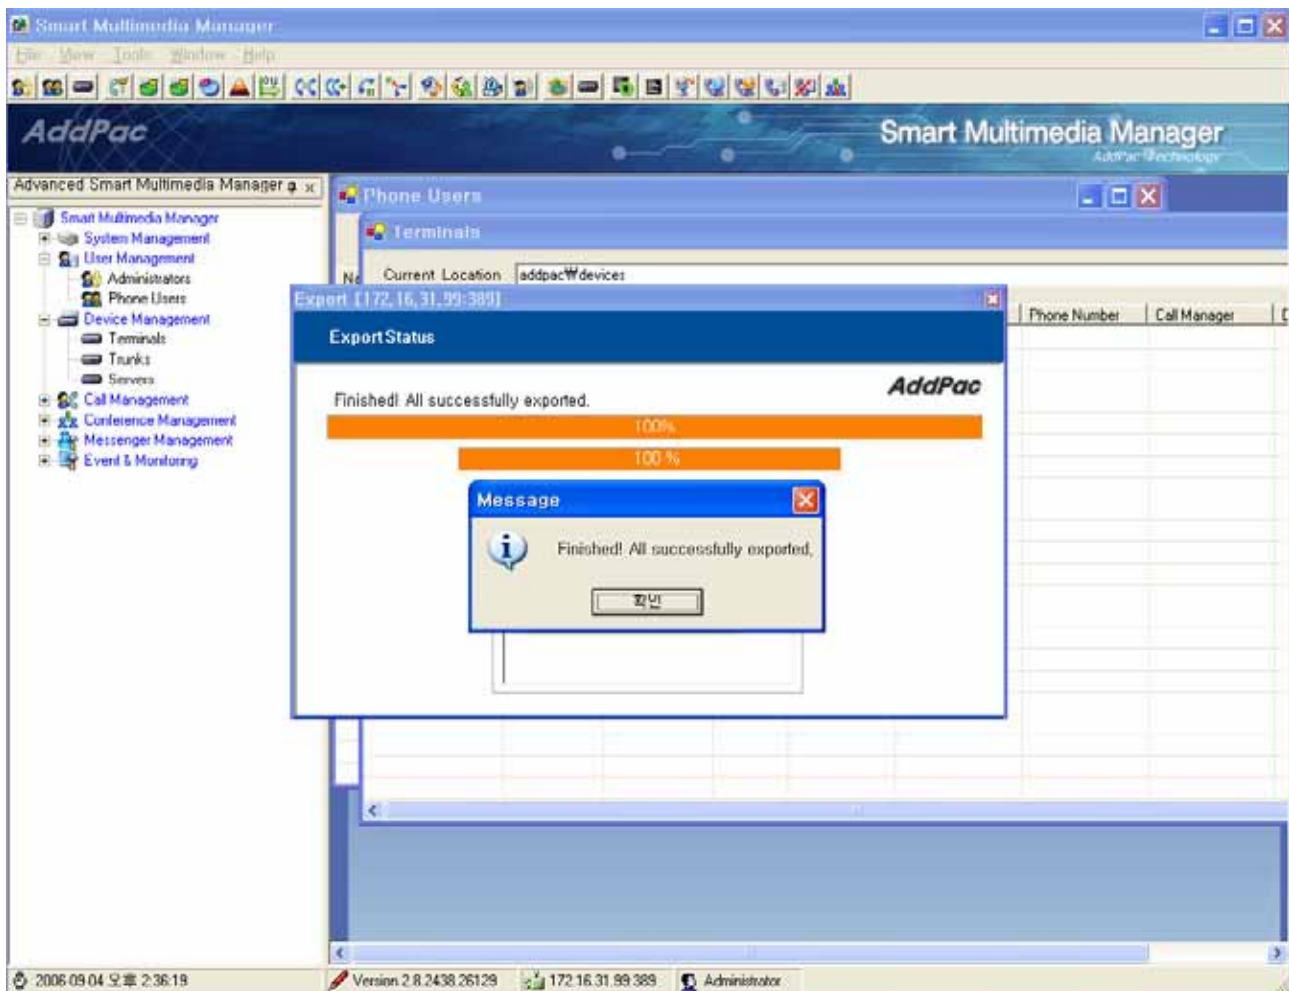 Smart Multimedia Manager
File View Tools Window Help
AddPac
Smart Multimedia Manager
AddPac Technology
Advanced Smart Multimedia Manager
Smart Multimedia Manager
System Management
User Management
Administrators
Phone Users
Device Management
Terminals
Trunks
Servers
Call Management
Conference Management
Messenger Management
Event & Monitoring
Phone Users
Terminals
Current Location addpac₩devices
Phone Number Call Manager
Export [172,16,31,99:389]
Export Status
AddPac
Finished! All successfully exported.
100%
100 %
Message
Finished! All successfully exported,
확인
2006-09-04 오후 2:36:19 Version 2.8.2438.26129 172.16.31.99:389 Administrator